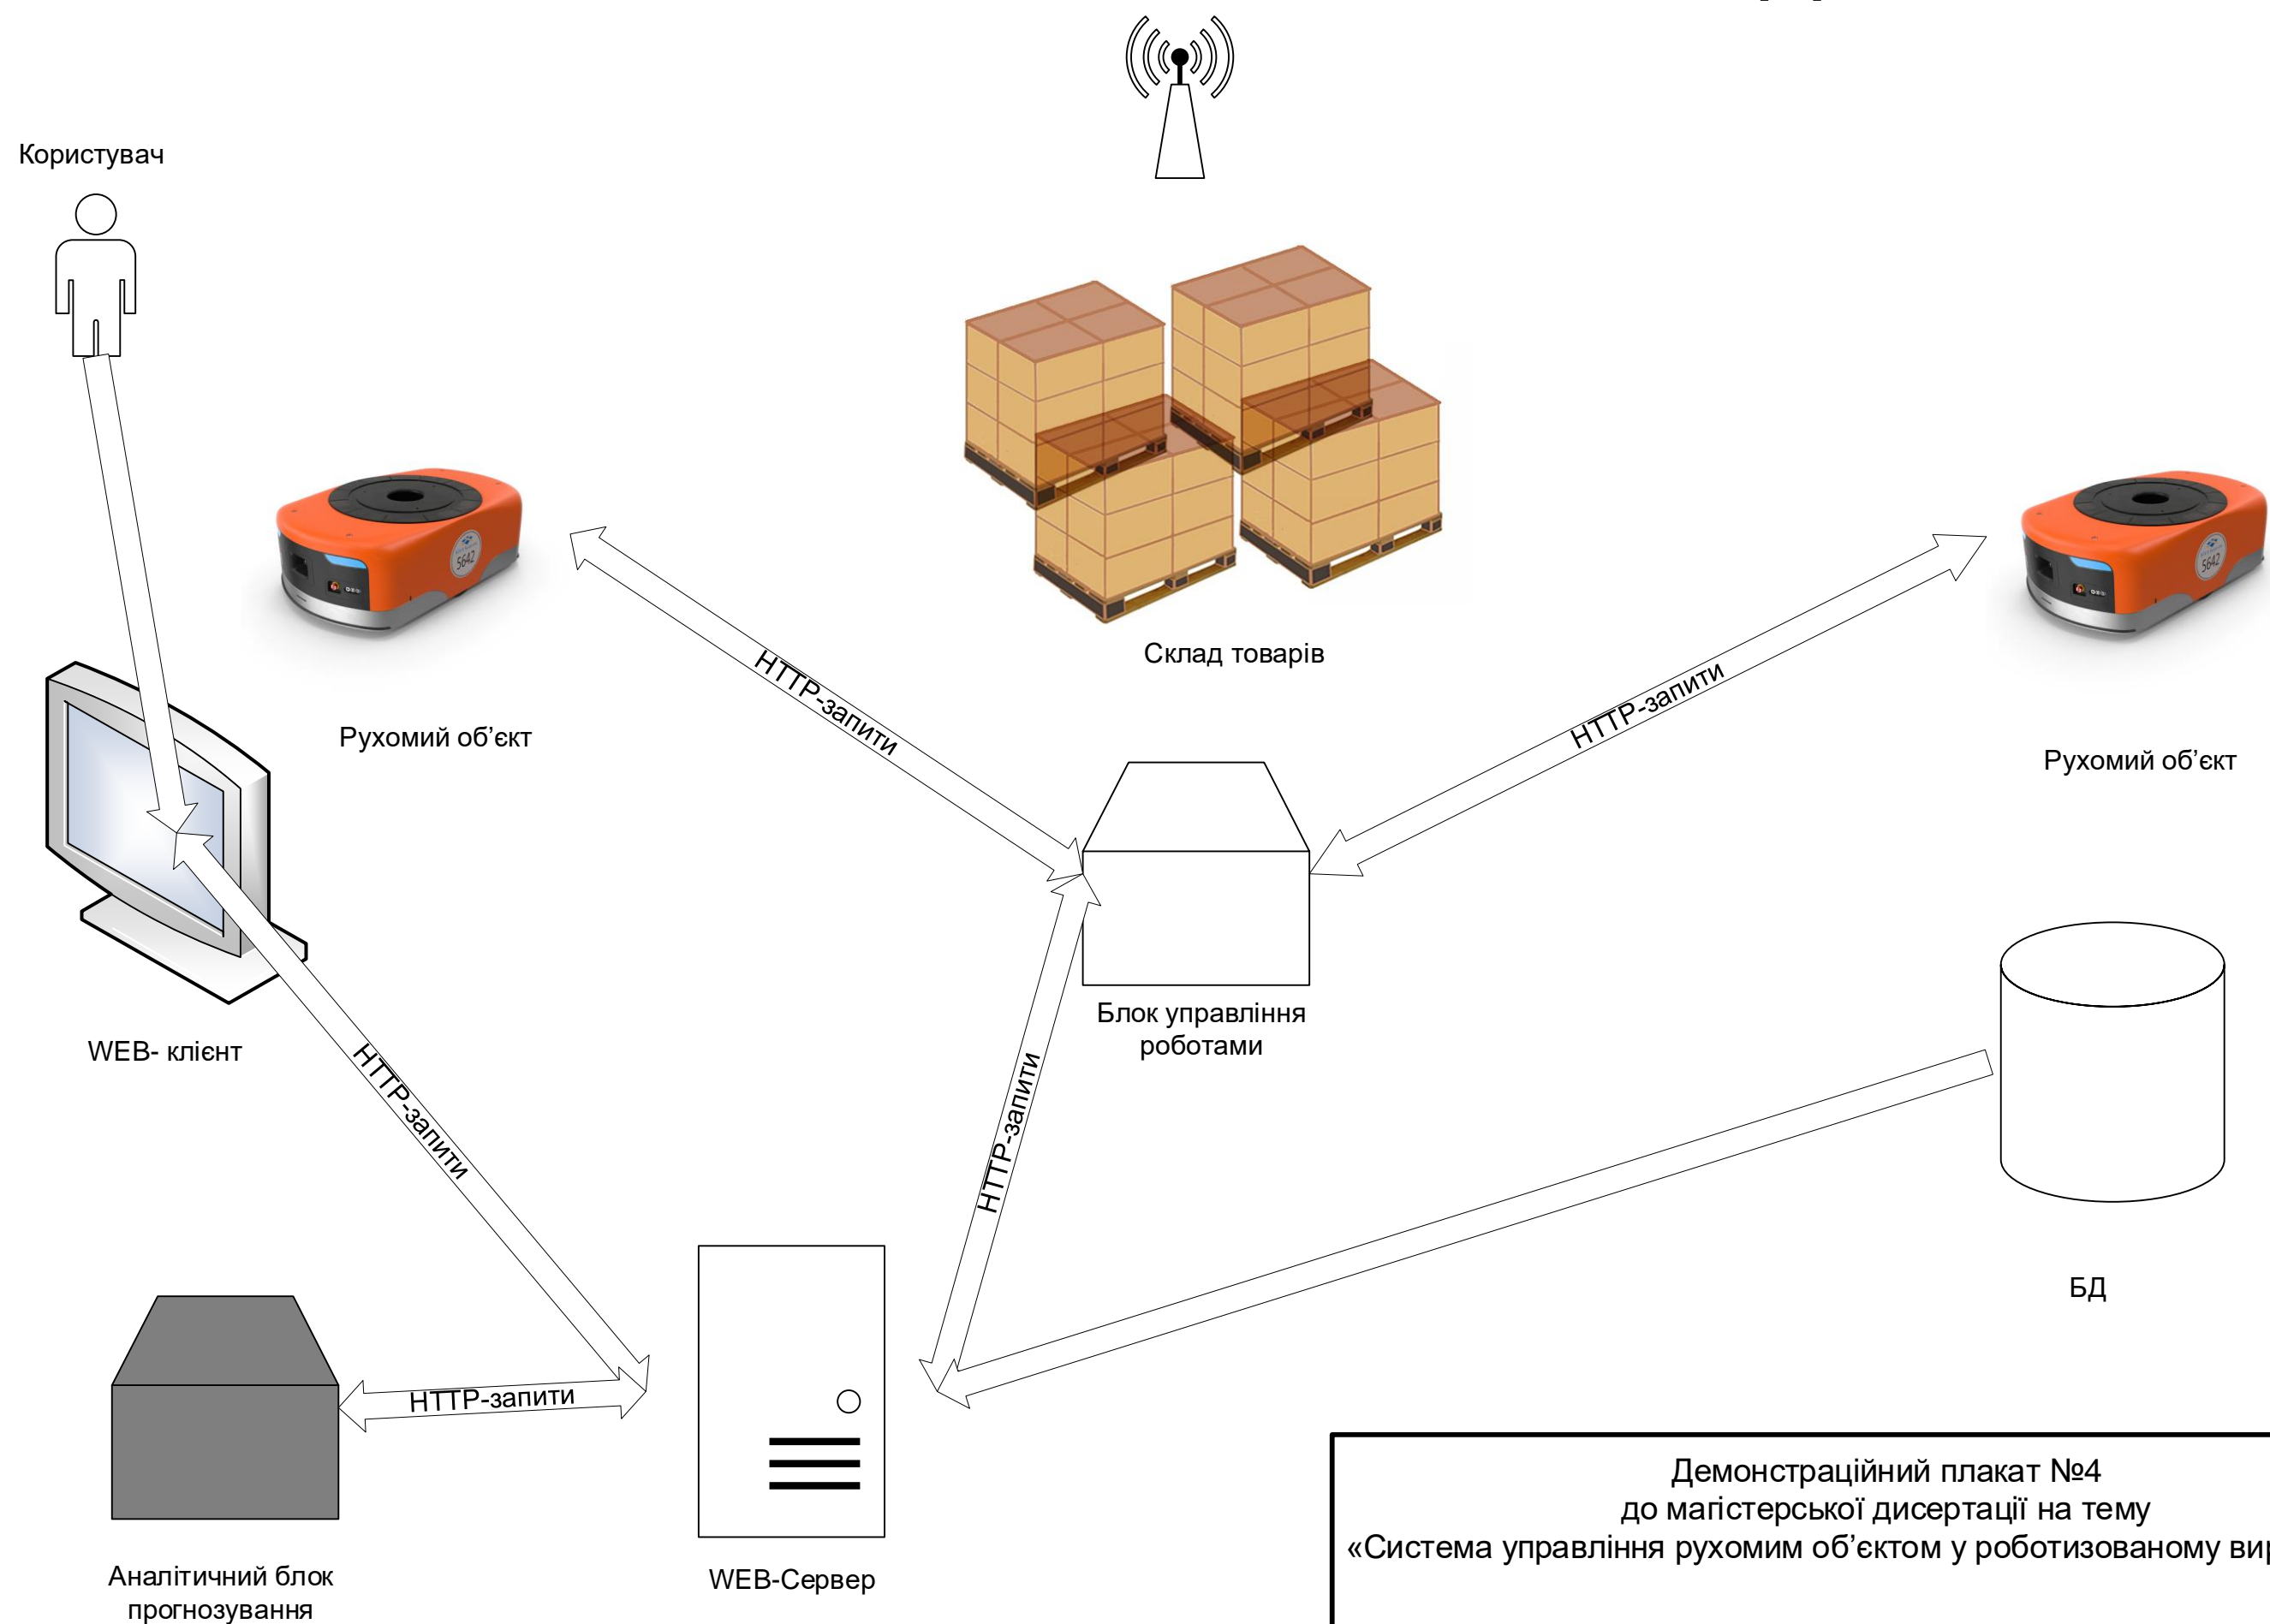 Користувач
Склад товарів
HTTP-запити
HTTP-запити
Рухомий об’єкт
Рухомий об’єкт
5642
5642
WEB- клієнт
Блок управління
роботами
HTTP-запити
HTTP-запити
БД
HTTP-запити
Аналітичний блок
прогнозування
WEB-Сервер
Демонстраційний плакат №4
до магістерської дисертації на тему
«Система управління рухомим об’єктом у роботизованому